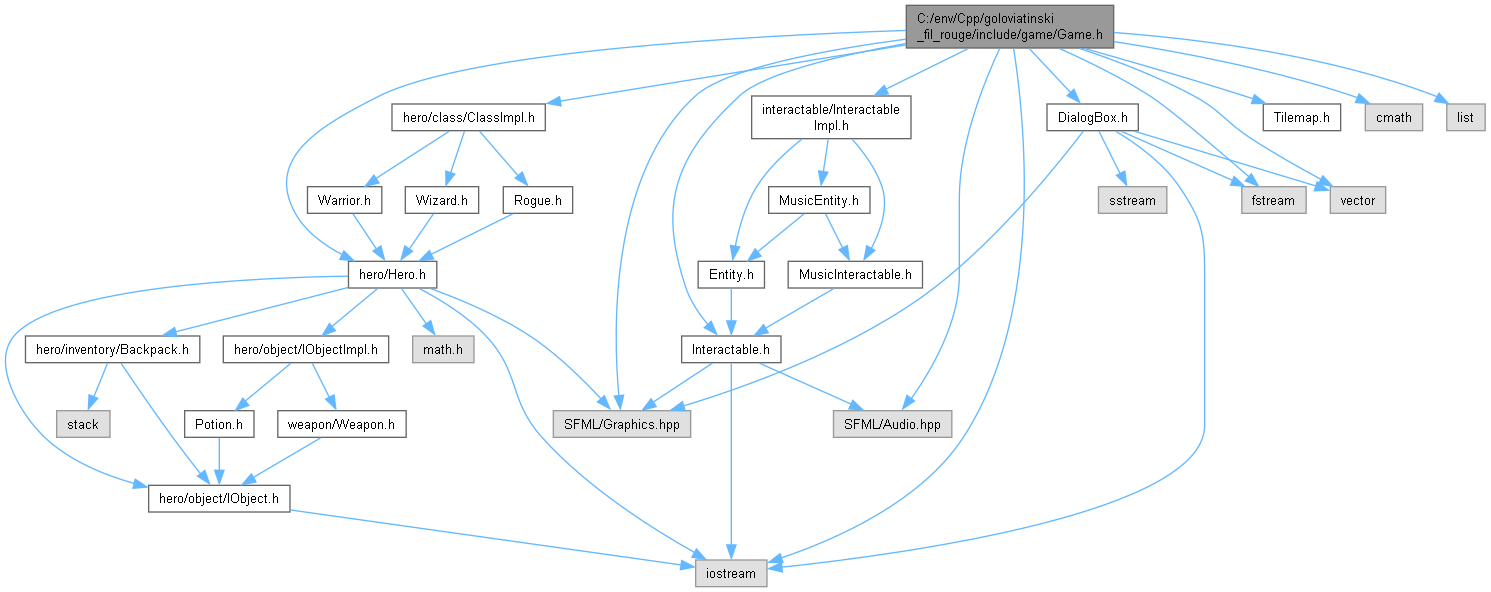 C:/env/Cpp/goloviatinski
_fil_rouge/include/game/Game.h
hero/class/ClassImpl.h
interactable/Interactable
Impl.h
DialogBox.h
Tilemap.h
cmath
list
Warrior.h
Wizard.h
Rogue.h
MusicEntity.h
sstream
fstream
vector
hero/Hero.h
Entity.h
MusicInteractable.h
hero/inventory/Backpack.h
hero/object/IObjectImpl.h
math.h
Interactable.h
stack
Potion.h
weapon/Weapon.h
SFML/Graphics.hpp
SFML/Audio.hpp
hero/object/IObject.h
iostream